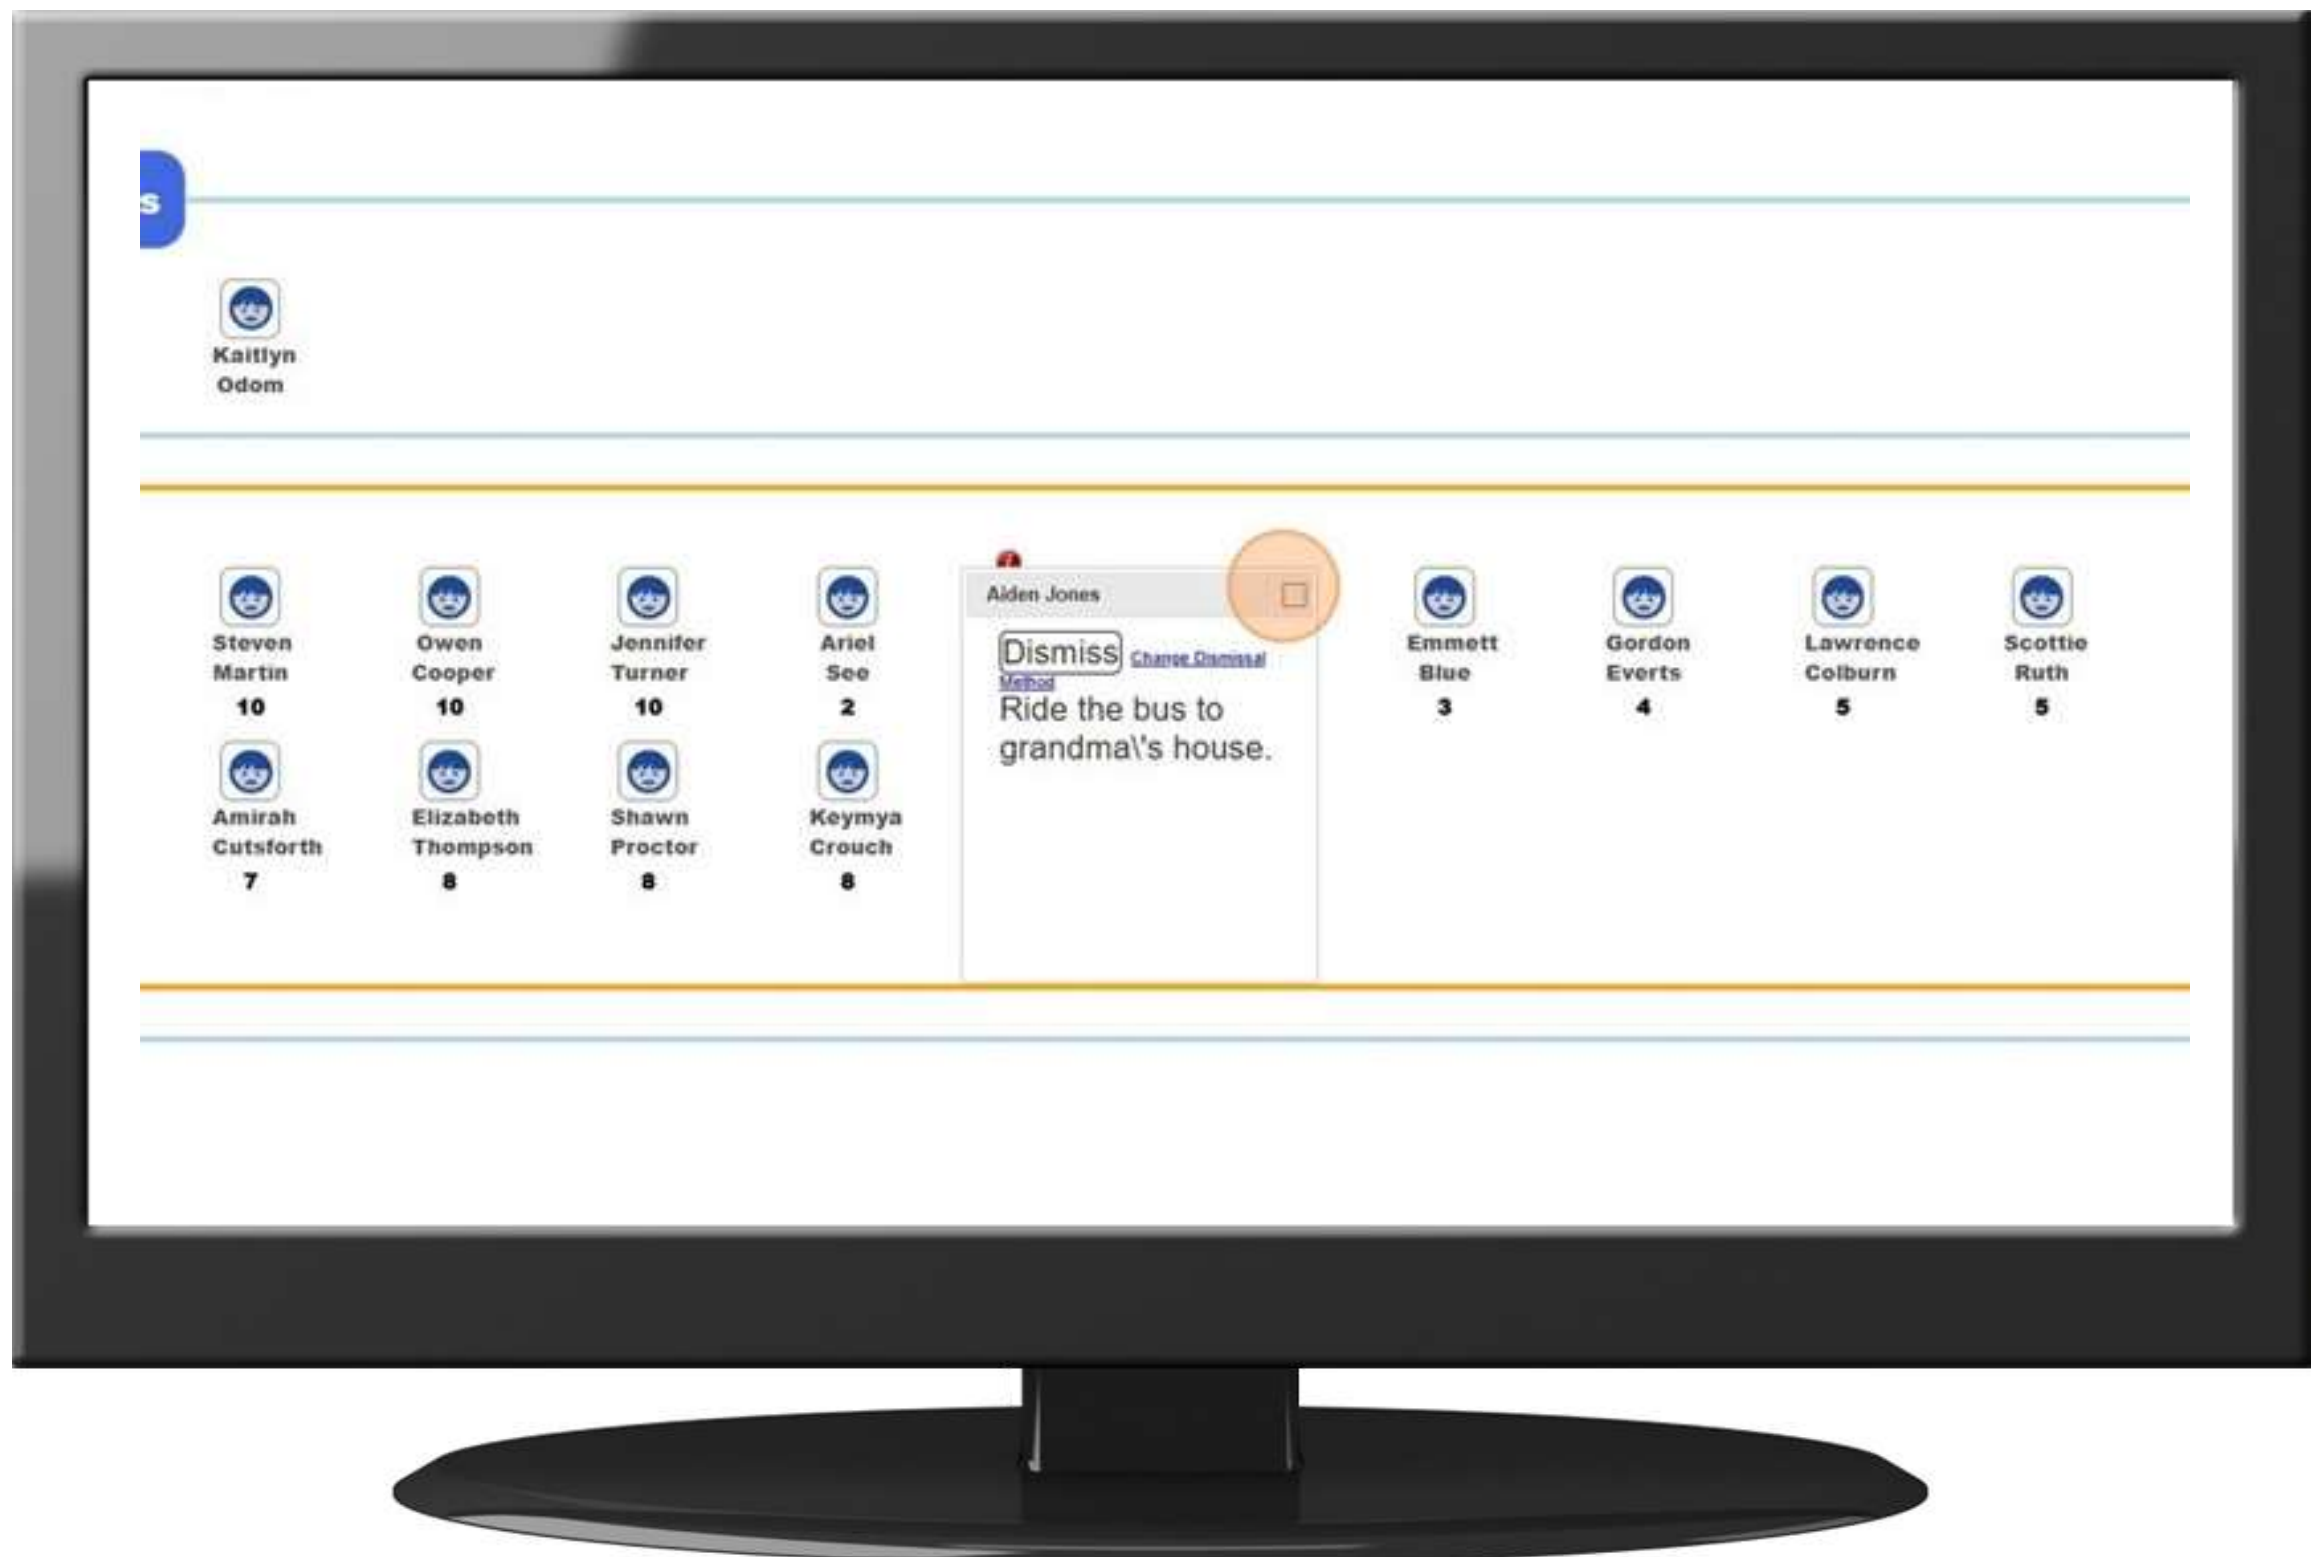 s
Kaitlyn
Odom
Steven
Martin
10
Owen
Cooper
10
Jennifer
Turner
10
Ariel
See
2
Aiden Jones
Dismiss Change Dismissal
Method
Ride the bus to
grandma\'s house.
Emmett
Blue
3
Gordon
Everts
4
Lawrence
Colburn
5
Scottie
Ruth
5
Amirah
Cutsforth
7
Elizabeth
Thompson
8
Shawn
Proctor
8
Keymya
Crouch
8